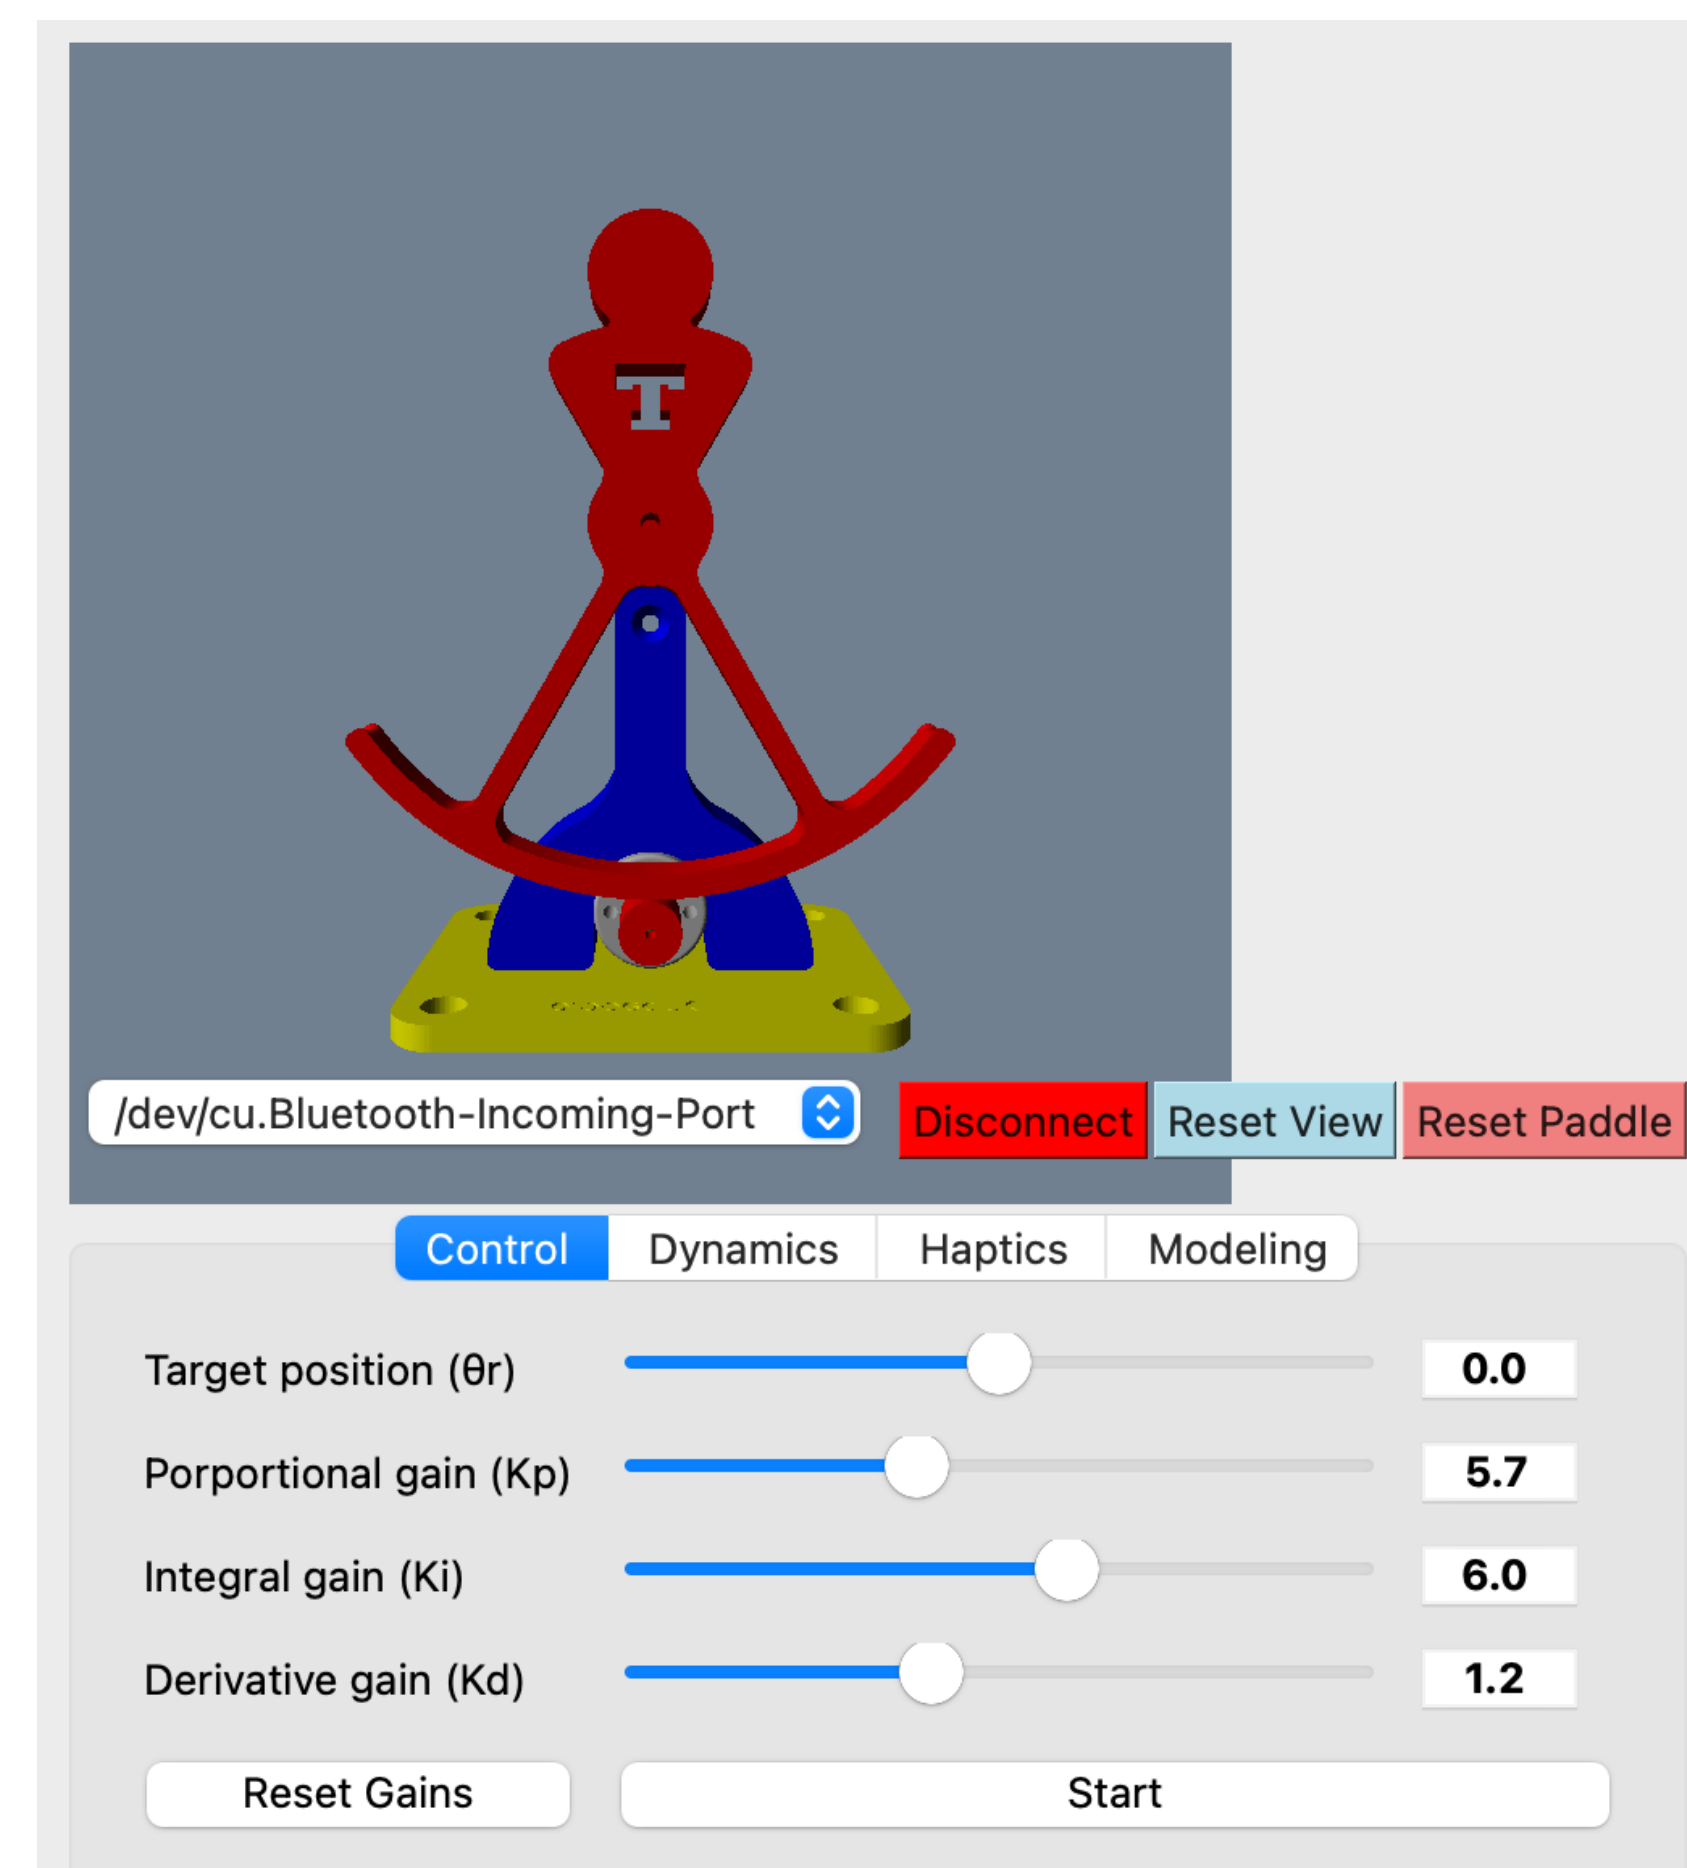 T
/dev/cu.Bluetooth-Incoming-Port
Disconnect
Reset View
Reset Paddle
Control
Dynamics
Haptics
Modeling
Target position (θr)
0.0
Porportional gain (Kp)
5.7
Integral gain (Ki)
6.0
Derivative gain (Kd)
1.2
Reset Gains
Start